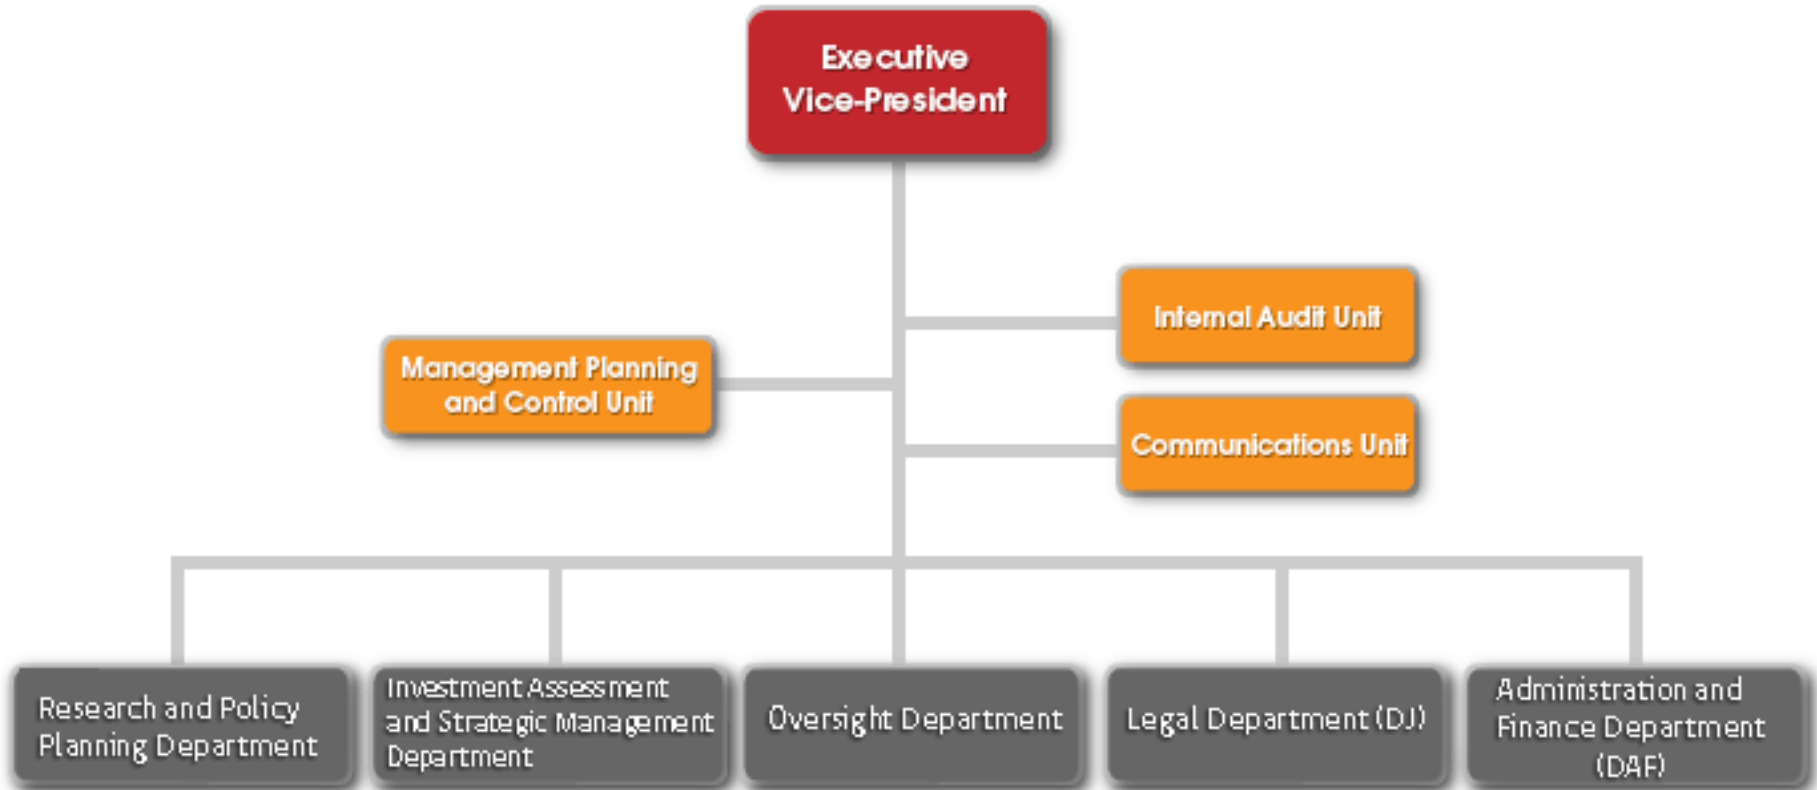 Executive
Vice-President
Internal Audit Unit
Management Planning
and Control Unit
Communications Unit
Research and Policy
Planning Department
Investment Assessment
and Strategic Management
Department
Oversight Department
Legal Department (DJ)
Administration and
Finance Department
(DAF)